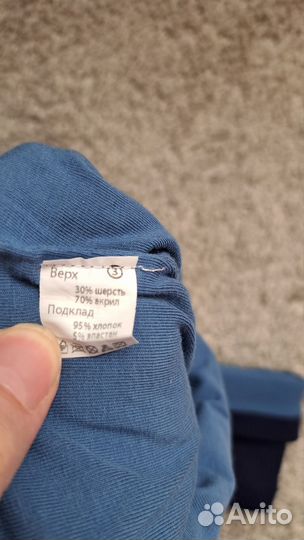 Верх 3
30% шерсть
70% акрил
Подклад
95% хлопок
5% эластан
Avito